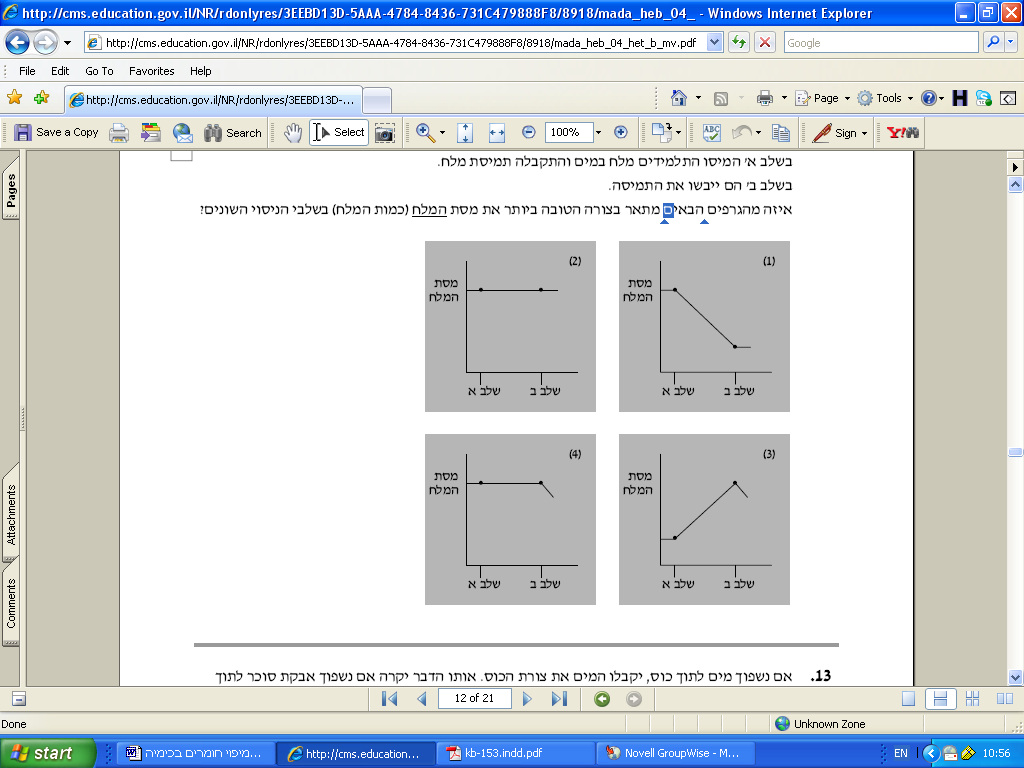 http://cms.education.gov.il/NR/rdonlyres/3EEBD13D-5AAA-4784-8436-731C479888F8/8918/mada_heb_04_ - Windows Internet Explorer
http://cms.education.gov.il/NR/rdonlyres/3EEBD13D-5AAA-4784-8436-731C479888F8/8918/mada_heb_04_het_b_mv.pdf
Google
File Edit Go To Favorites Help
http://cms.education.gov.il/NR/rdonlyres/3EEBD13D-...
Page Tools
Save a Copy Search Select 100% Sign Y!
Pages
Attachments
Comments
בשלב א׳ המיסו התלמידים מלח במים והתקבלה תמיסת מלח.
בשלב ב׳ הם ייבשו את התמיסה.
איזה מהגרפים הבאים מתאר בצורה הטובה ביותר את מסת המלח (כמות המלח) בשלבי הניסוי השונים?
(1)
מסת
המלח
שלב א שלב ב
(2)
מסת
המלח
שלב א שלב ב
(3)
מסת
המלח
שלב א שלב ב
(4)
מסת
המלח
שלב א שלב ב
.13 אם נשפוך מים לתוך כוס, יקבלו המים את צורת הכוס. אותו הדבר יקרה אם נשפוך אבקת סוכר לתוך
12 of 21
Done Unknown Zone
start
מיפוי חומרים בכימיה...
http://cms.education...
kb-153.indd.pdf
Novell GroupWise - M...
EN 10:56